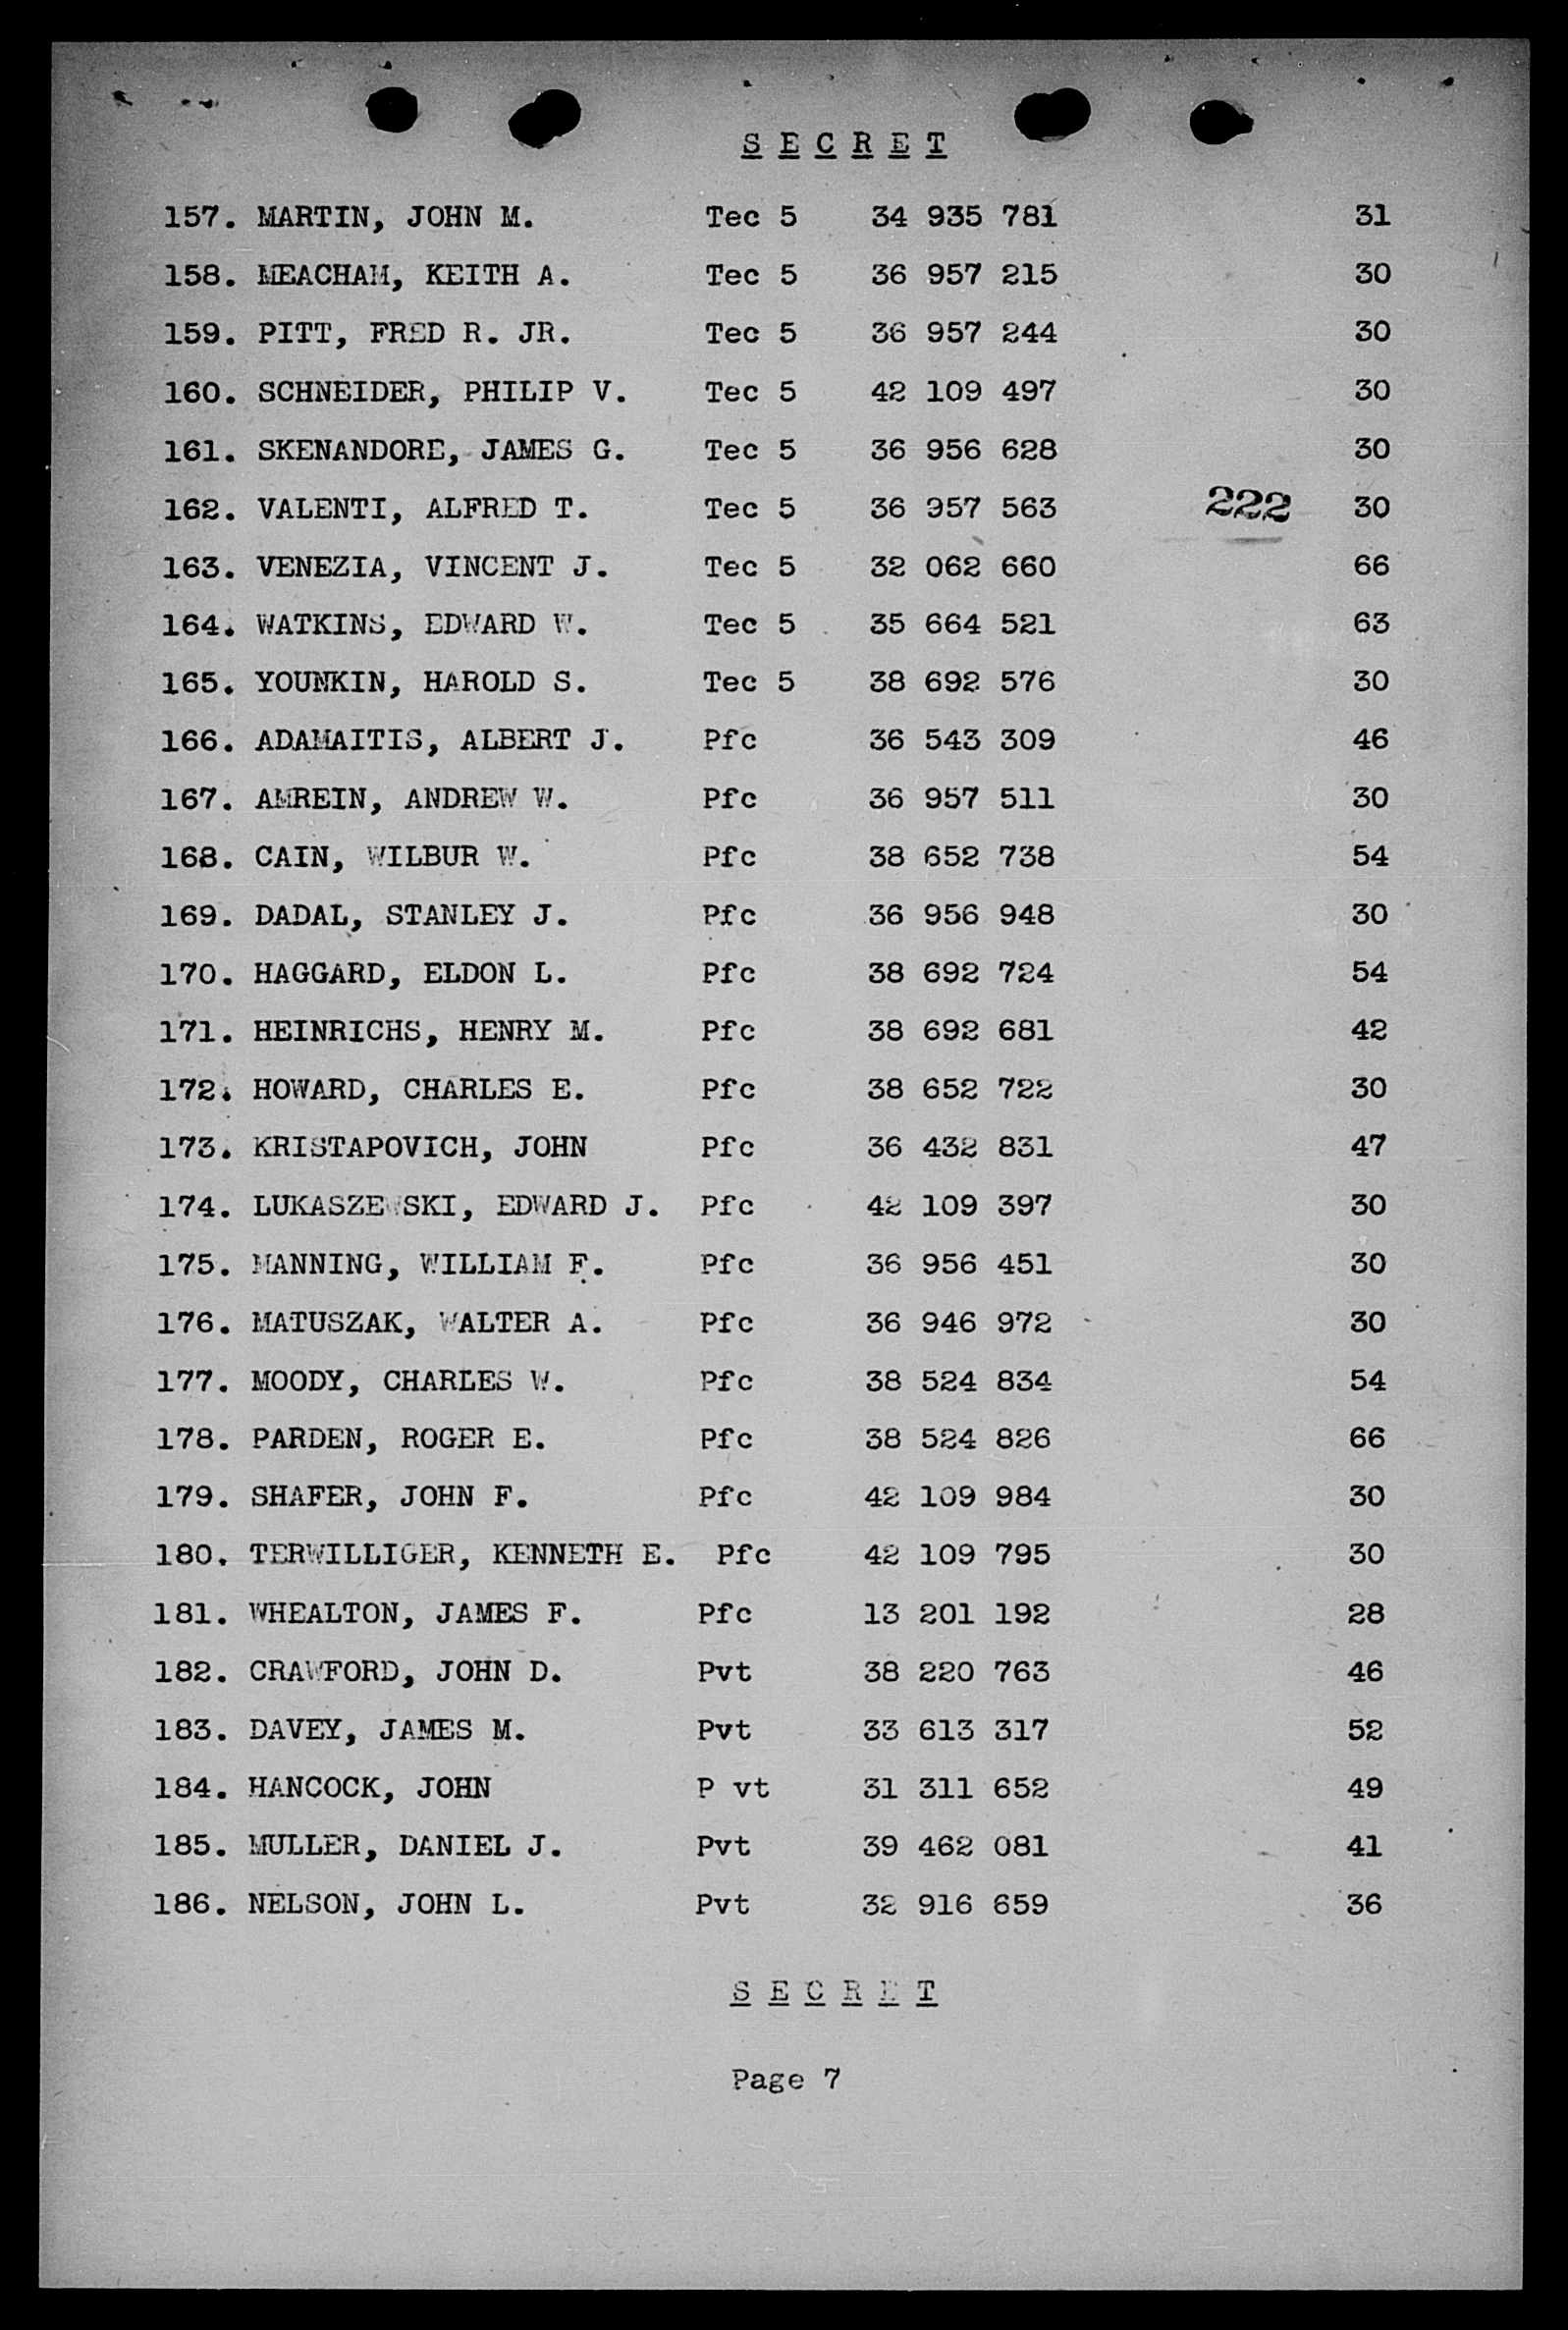 S E C R E T
157. MARTIN, JOHN M. Tec 5 34 935 781 31
158. MEACHAM, KEITH A. Tec 5 36 957 215 30
159. PITT, FRED R. JR. Tec 5 36 957 244 30
160. SCHNEIDER, PHILIP V. Tec 5 42 109 497 30
161. SKENANDORE, JAMES G. Tec 5 36 956 628 30
162. VALENTI, ALFRED T. Tec 5 36 957 563 222 30
163. VENEZIA, VINCENT J. Tec 5 32 062 660 66
164. WATKINS, EDWARD W. Tec 5 35 664 521 63
165. YOUNKIN, HAROLD S. Tec 5 38 692 576 30
166. ADAMAITIS, ALBERT J. Pfc 36 543 309 46
167. AMREIN, ANDREW W. Pfc 36 957 511 30
168. CAIN, WILBUR W. Pfc 38 652 738 54
169. DADAL, STANLEY J. Pfc 36 956 948 30
170. HAGGARD, ELDON L. Pfc 38 692 724 54
171. HEINRICHS, HENRY M. Pfc 38 692 681 42
172. HOWARD, CHARLES E. Pfc 38 652 722 30
173. KRISTAPOVICH, JOHN Pfc 36 432 831 47
174. LUKASZEWSKI, EDWARD J. Pfc 42 109 397 30
175. MANNING, WILLIAM F. Pfc 36 956 451 30
176. MATUSZAK, WALTER A. Pfc 36 946 972 30
177. MOODY, CHARLES W. Pfc 38 524 834 54
178. PARDEN, ROGER E. Pfc 38 524 826 66
179. SHAFER, JOHN F. Pfc 42 109 984 30
180. TERWILLIGER, KENNETH E. Pfc 42 109 795 30
181. WHEALTON, JAMES F. Pfc 13 201 192 28
182. CRAWFORD, JOHN D. Pvt 38 220 763 46
183. DAVEY, JAMES M. Pvt 33 613 317 52
184. HANCOCK, JOHN P vt 31 311 652 49
185. MULLER, DANIEL J. Pvt 39 462 081 41
186. NELSON, JOHN L. Pvt 32 916 659 36
S E C R E T
Page 7